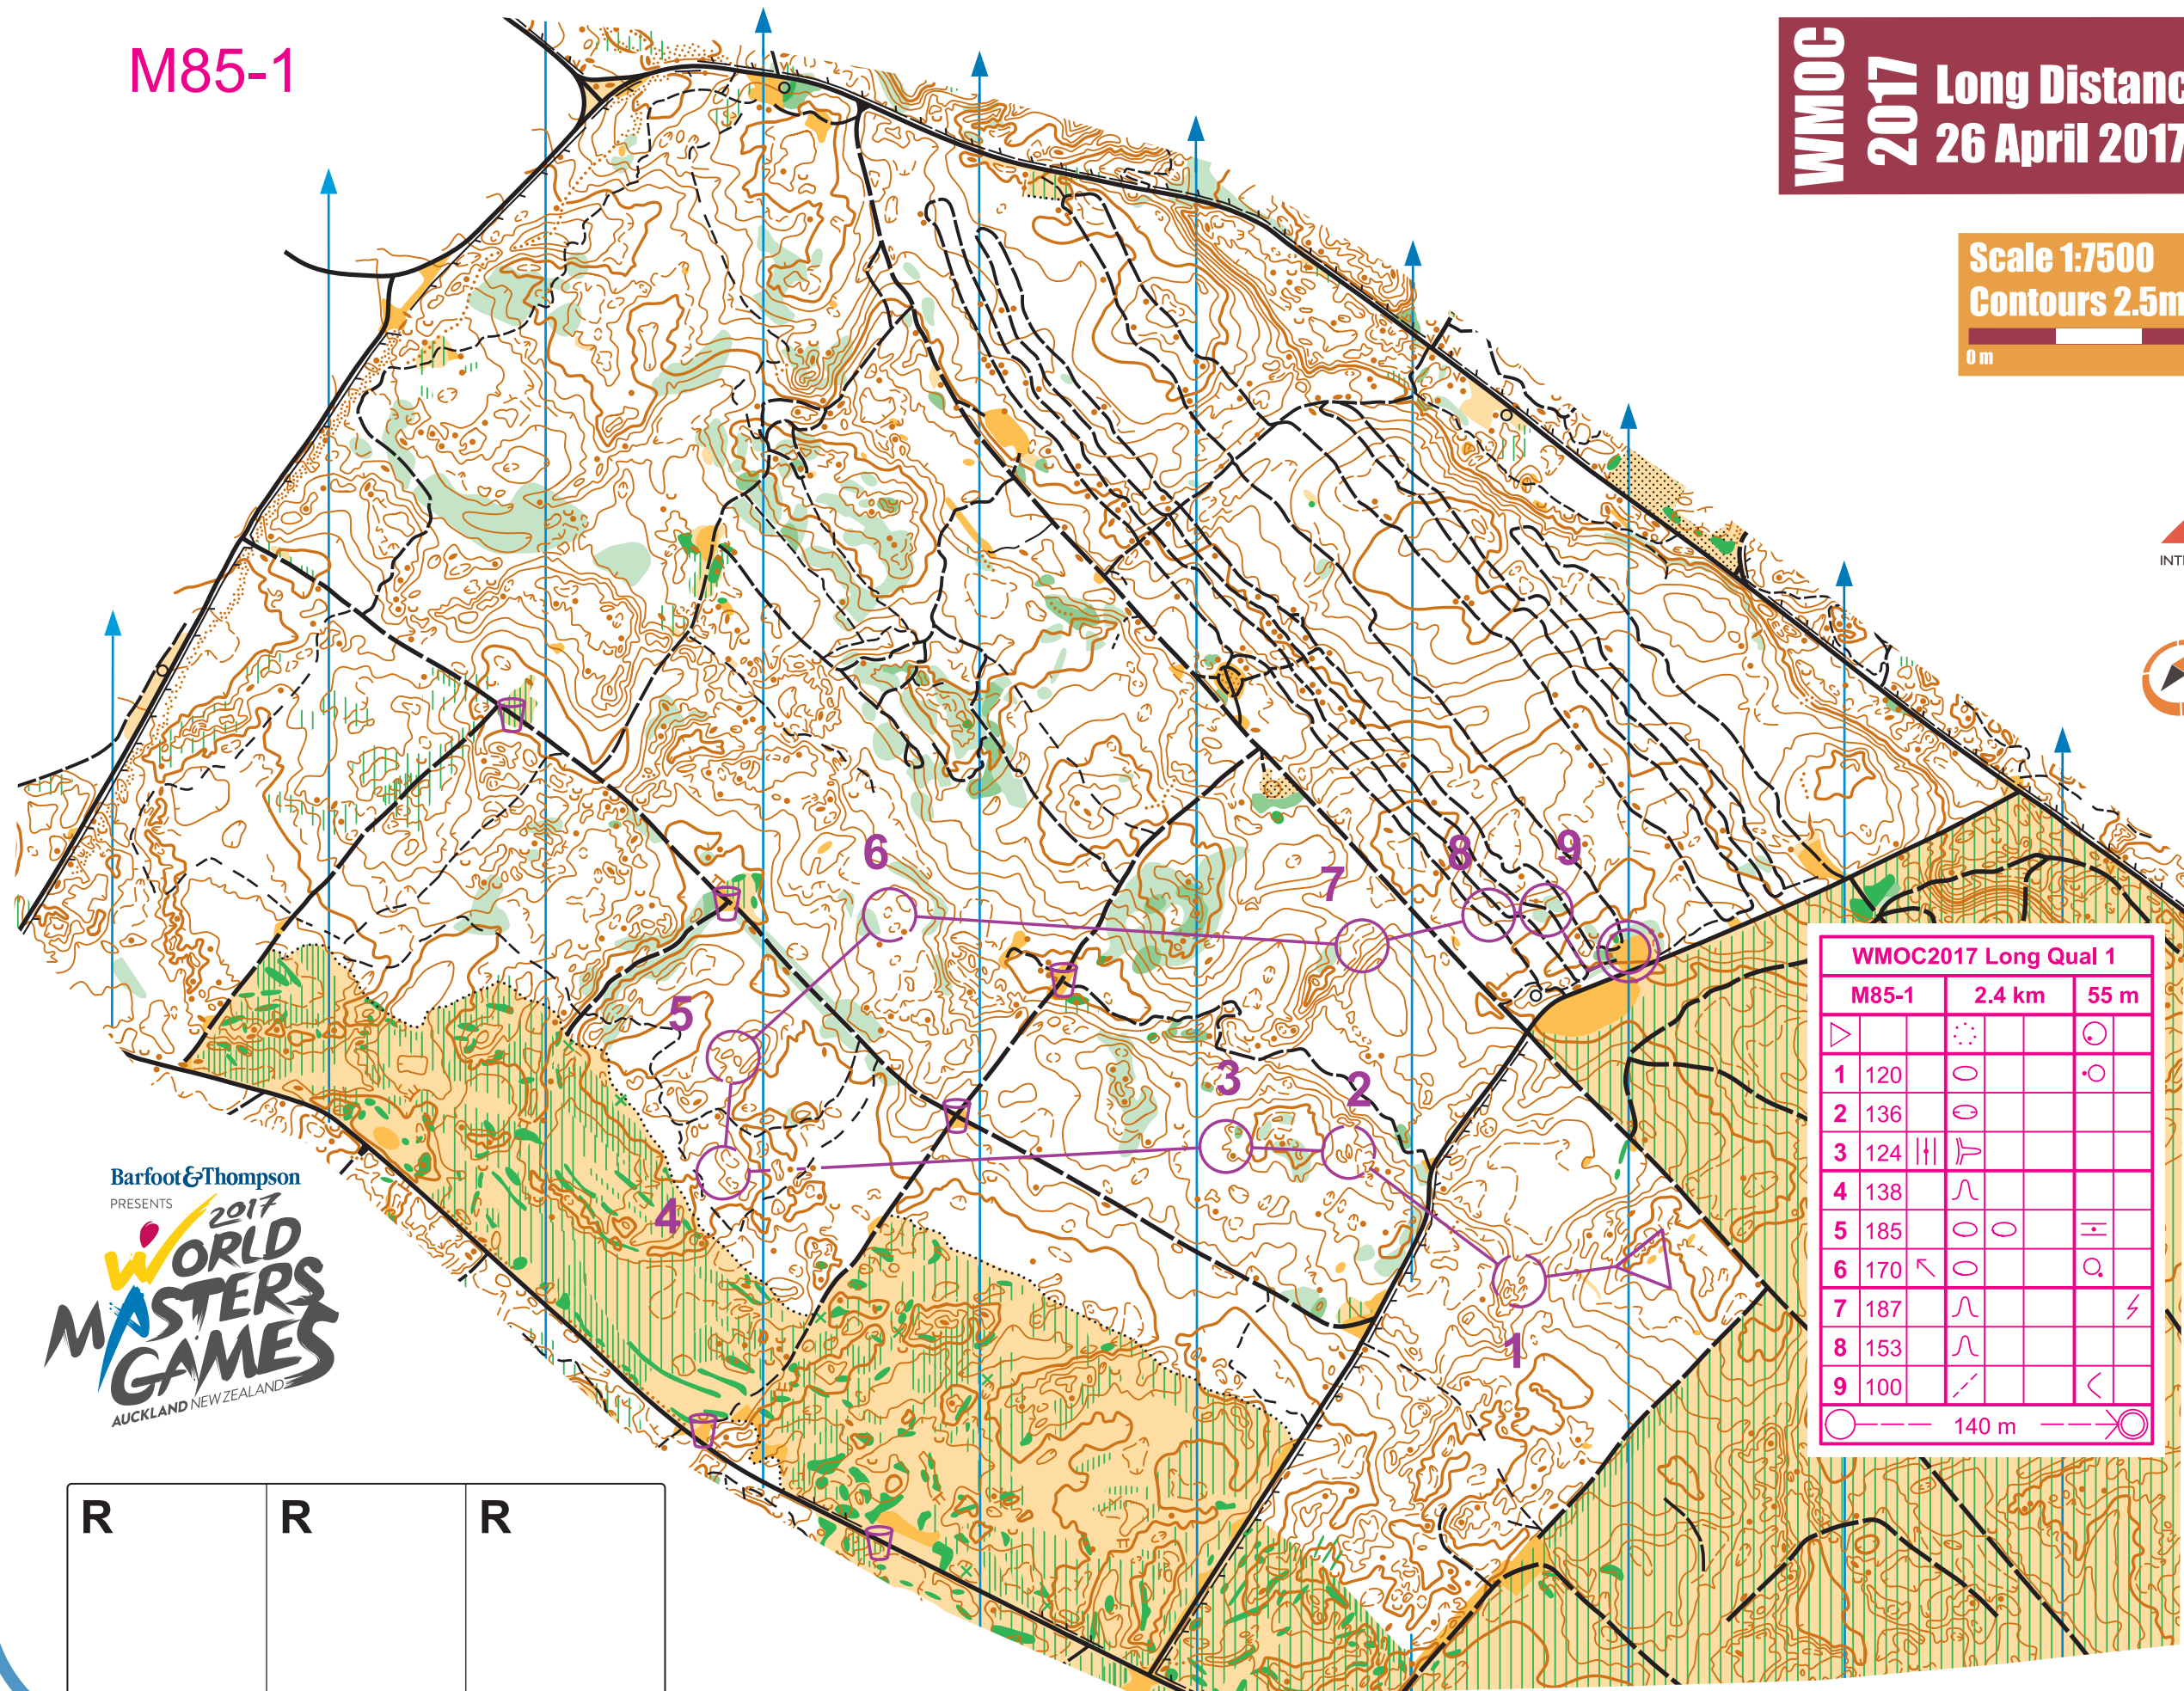 M85-1
WMOC
2017
Long Distanc
26 April 2017
Scale 1:7500
Contours 2.5m
0 m
INT
6
7
8
9
5
3
2
4
1
WMOC2017 Long Qual 1
M85-1 2.4 km 55 m
1 120
2 136
3 124
4 138
5 185
6 170
7 187
8 153
9 100
140 m
Barfoot&Thompson
PRESENTS
2017
WORLD
MASTERS
GAMES
AUCKLAND NEW ZEALAND
R R R